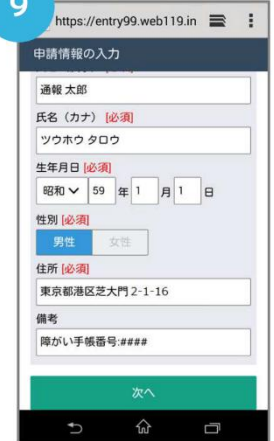 9
https://entry99.web119.in
申請情報の入力
通報 太郎
氏名（カナ） [必須]
ツウホウ タロウ
生年月日 [必須]
昭和 59 年 1 月 1 日
性別 [必須]
男性 女性
住所 [必須]
東京都港区芝大門 2-1-16
備考
障がい手帳番号:####
次へ